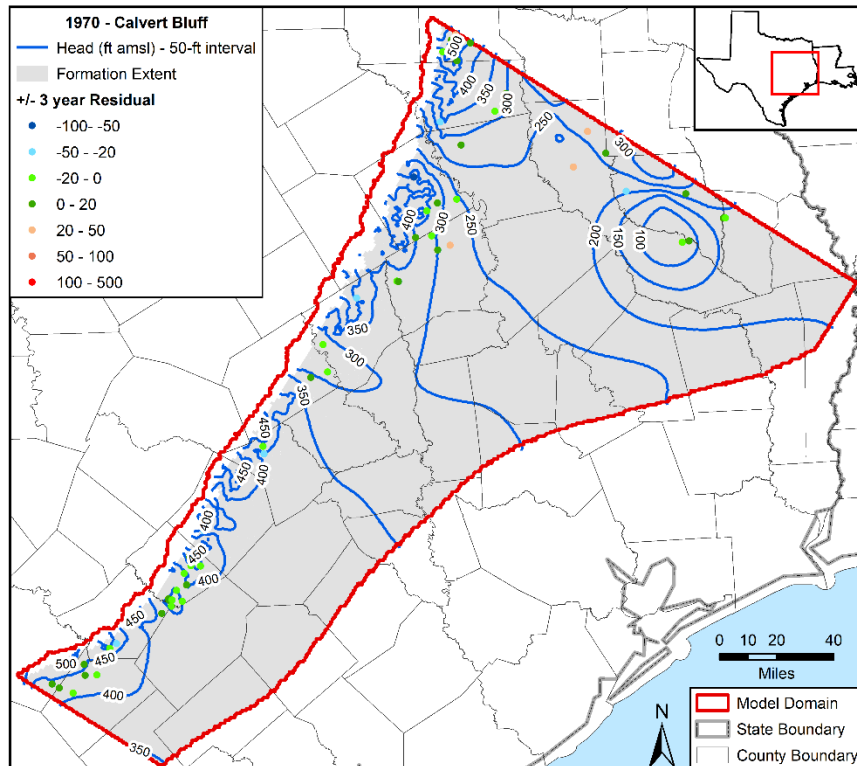 1970 - Calvert Bluff
Head (ft amsl) - 50-ft interval
Formation Extent
+/- 3 year Residual
-100- -50
-50 - -20
-20 - 0
0 - 20
20 - 50
50 - 100
100 - 500
500
400
350
300
250
300
400
300
250
200
150
100
350
300
350
450
400
450
400
450
400
450
500
450
400
350
0 10 20 40
Miles
N
Model Domain
State Boundary
County Boundary